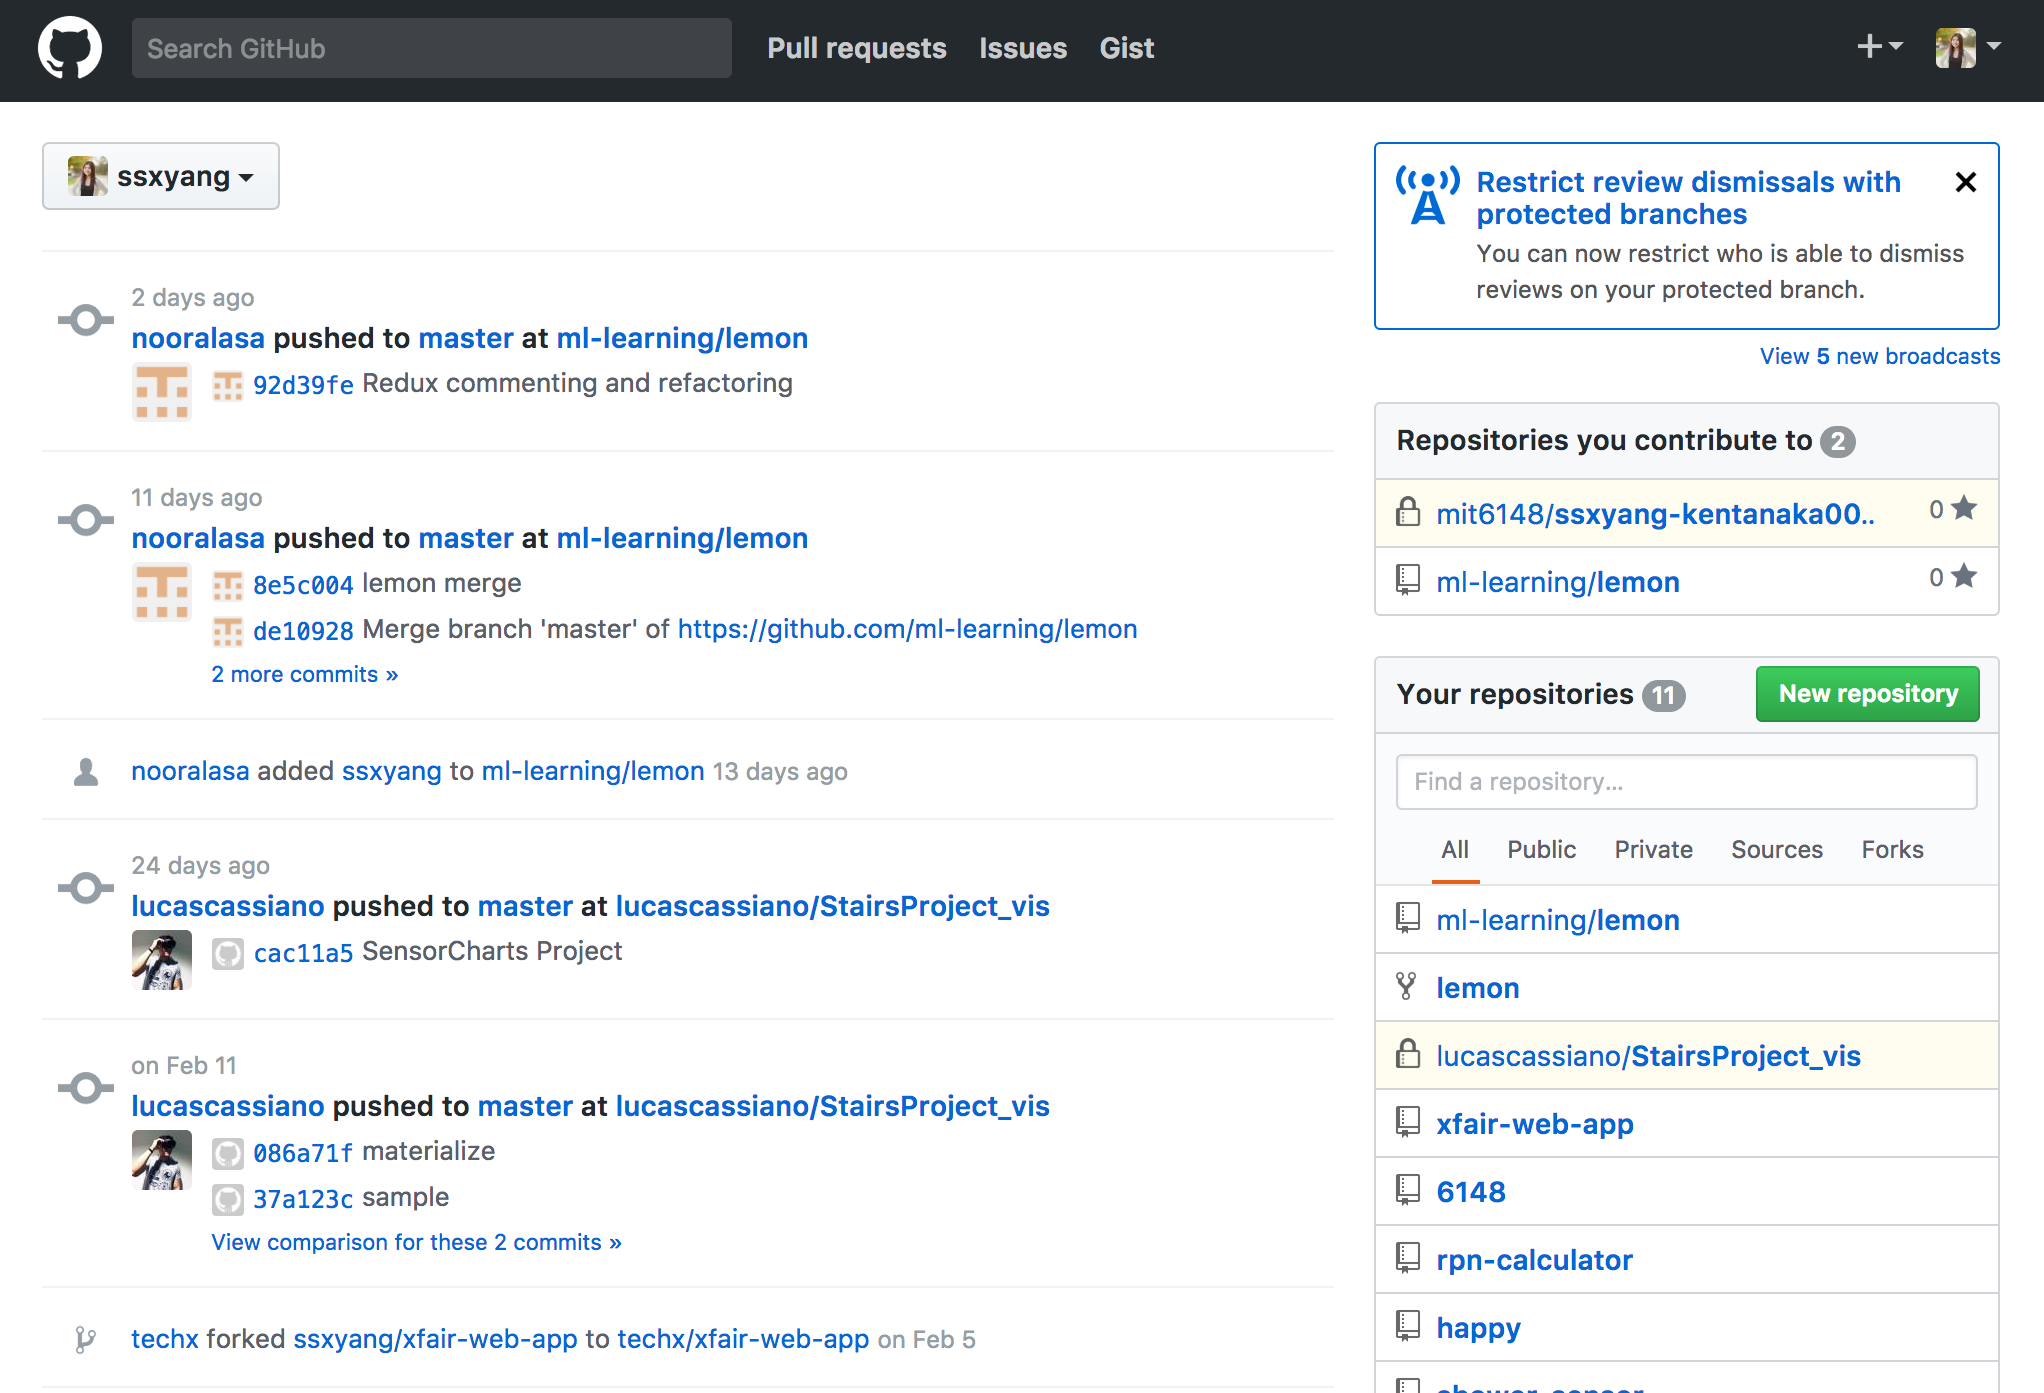 Search GitHub
Pull requests
Issues
Gist
ssxyang
2 days ago
nooralasa pushed to master at ml-learning/lemon
92d39fe Redux commenting and refactoring
11 days ago
nooralasa pushed to master at ml-learning/lemon
8e5c004 lemon merge
de10928 Merge branch 'master' of https://github.com/ml-learning/lemon
2 more commits »
nooralasa added ssxyang to ml-learning/lemon 13 days ago
24 days ago
lucascassiano pushed to master at lucascassiano/StairsProject_vis
cac11a5 SensorCharts Project
on Feb 11
lucascassiano pushed to master at lucascassiano/StairsProject_vis
086a71f materialize
37a123c sample
View comparison for these 2 commits »
techx forked ssxyang/xfair-web-app to techx/xfair-web-app on Feb 5
Restrict review dismissals with
protected branches
You can now restrict who is able to dismiss
reviews on your protected branch.
View 5 new broadcasts
Repositories you contribute to 2
mit6148/ssxyang-kentanaka00.. 0
ml-learning/lemon 0
Your repositories 11
New repository
Find a repository...
All
Public
Private
Sources
Forks
ml-learning/lemon
lemon
lucascassiano/StairsProject_vis
xfair-web-app
6148
rpn-calculator
happy